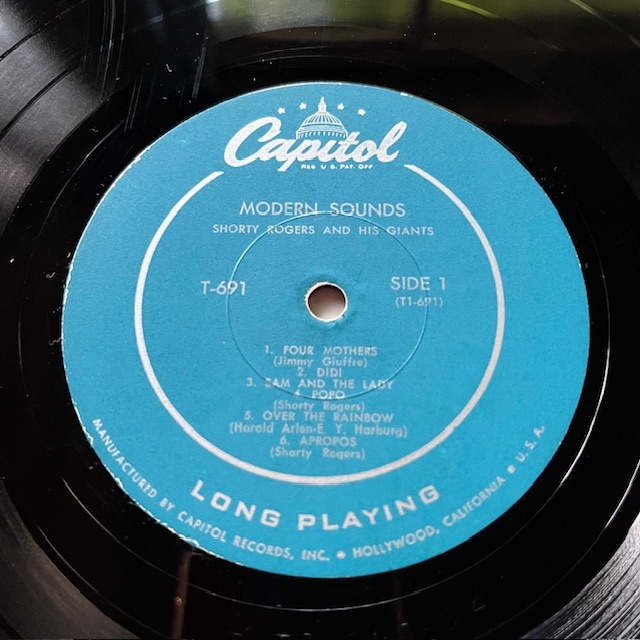 Capitol
REG. U.S. PAT. OFF.
MODERN SOUNDS
SHORTY ROGERS AND HIS GIANTS
T-691
SIDE 1
(T1-691)
1. FOUR MOTHERS
(Jimmy Giuffre)
2. DIDI
3. SAM AND THE LADY
4. POPO
(Shorty Rogers)
5. OVER THE RAINBOW
(Harold Arlen-E. Y. Harburg)
6. APROPOS
(Shorty Rogers)
LONG PLAYING
MANUFACTURED BY CAPITOL RECORDS, INC. • HOLLYWOOD, CALIFORNIA • U.S.A.